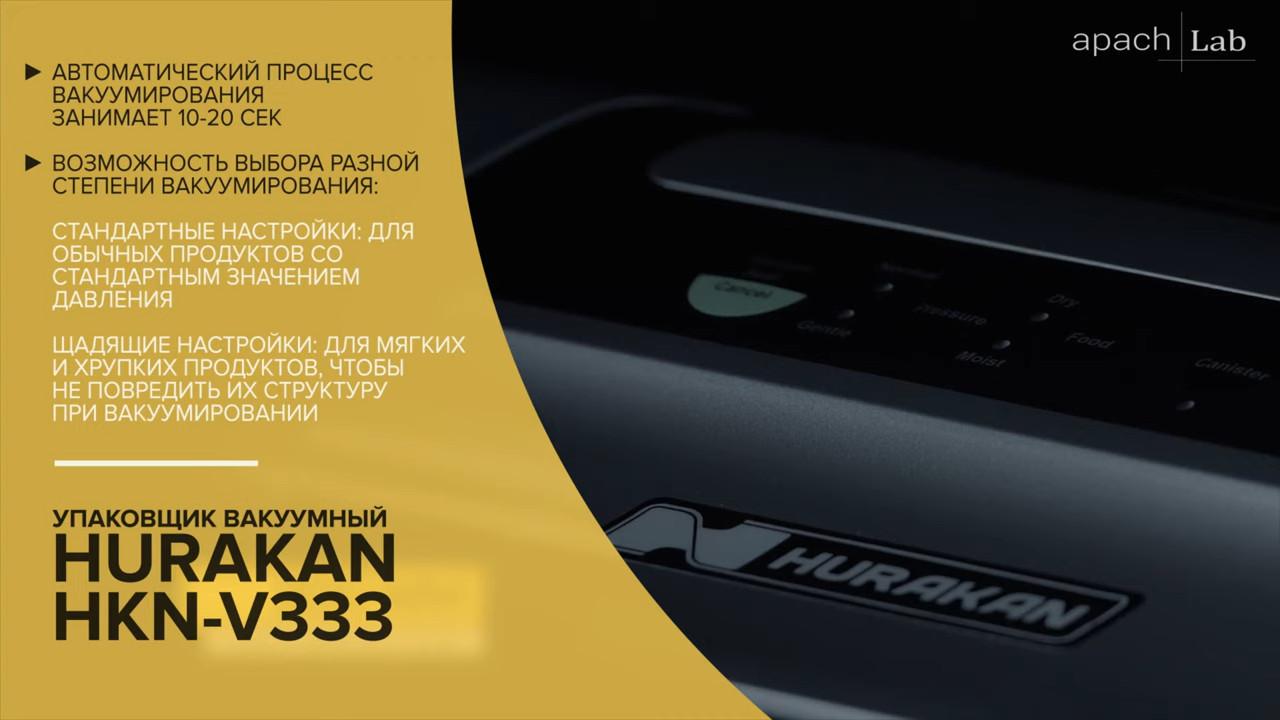 apach Lab
► АВТОМАТИЧЕСКИЙ ПРОЦЕСС
ВАКУУМИРОВАНИЯ
ЗАНИМАЕТ 10-20 СЕК
► ВОЗМОЖНОСТЬ ВЫБОРА РАЗНОЙ
СТЕПЕНИ ВАКУУМИРОВАНИЯ:
СТАНДАРТНЫЕ НАСТРОЙКИ: ДЛЯ
ОБЫЧНЫХ ПРОДУКТОВ СО
СТАНДАРТНЫМ ЗНАЧЕНИЕМ
ДАВЛЕНИЯ
ЩАДЯЩИЕ НАСТРОЙКИ: ДЛЯ МЯГКИХ
И ХРУПКИХ ПРОДУКТОВ, ЧТОБЫ
НЕ ПОВРЕДИТЬ ИХ СТРУКТУРУ
ПРИ ВАКУУМИРОВАНИИ
УПАКОВЩИК ВАКУУМНЫЙ
HURAKAN
HKN-V333
Cancel
Normal
Gentle
Pressure
Dry
Moist
Food
Canister
HURAKAN